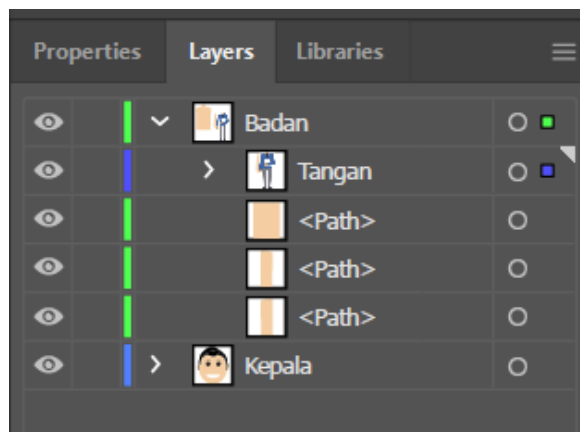 Properties Layers Libraries
Badan
Tangan
<Path>
<Path>
<Path>
Kepala